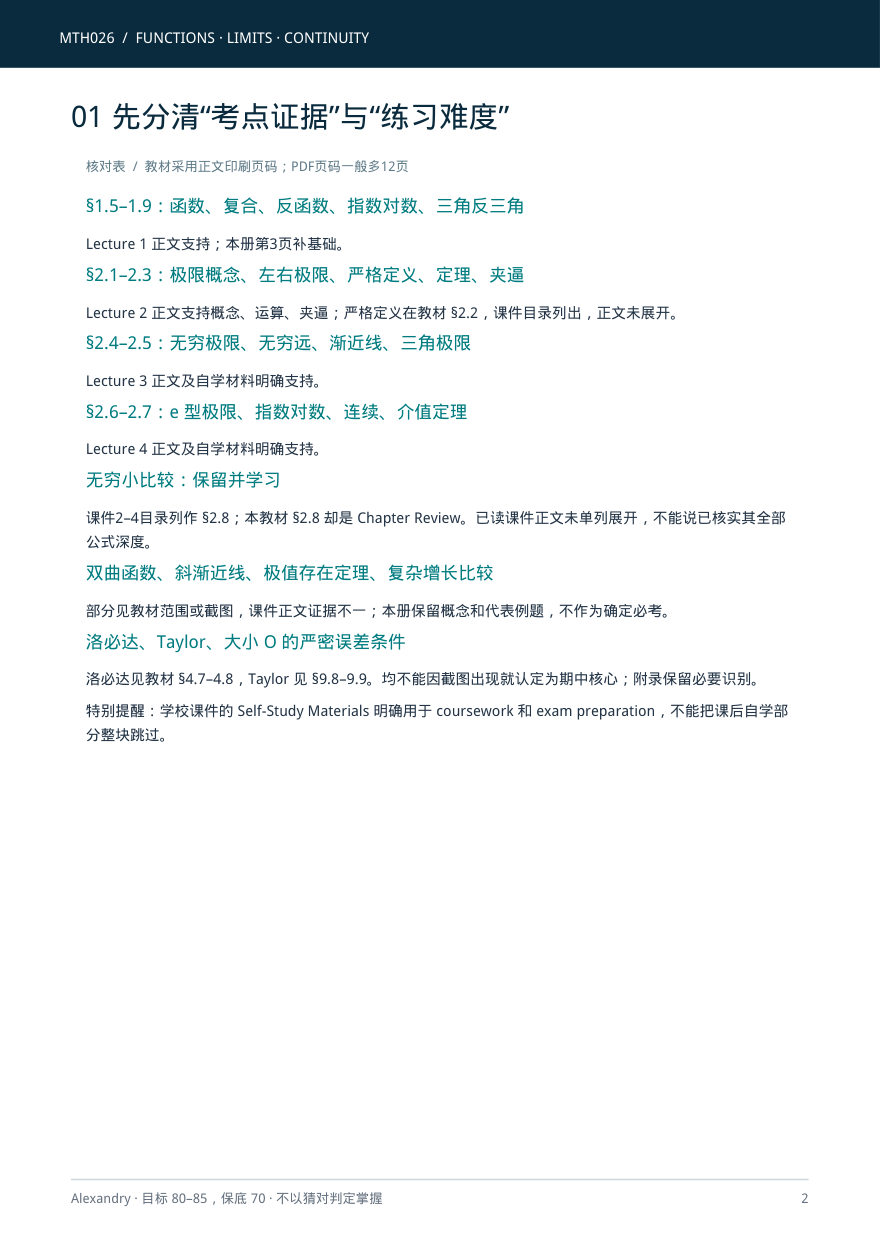 MTH026 / FUNCTIONS · LIMITS · CONTINUITY
01 先分清“考点证据”与“练习难度”
核对表 / 教材采用正文印刷页码；PDF页码一般多12页
§1.5–1.9：函数、复合、反函数、指数对数、三角反三角
Lecture 1 正文支持；本册第3页补基础。
§2.1–2.3：极限概念、左右极限、严格定义、定理、夹逼
Lecture 2 正文支持概念、运算、夹逼；严格定义在教材 §2.2，课件目录列出，正文未展开。
§2.4–2.5：无穷极限、无穷远、渐近线、三角极限
Lecture 3 正文及自学材料明确支持。
§2.6–2.7：e 型极限、指数对数、连续、介值定理
Lecture 4 正文及自学材料明确支持。
无穷小比较：保留并学习
课件2–4目录列作 §2.8；本教材 §2.8 却是 Chapter Review。已读课件正文未单列展开，不能说已核实其全部
公式深度。
双曲函数、斜渐近线、极值存在定理、复杂增长比较
部分见教材范围或截图，课件正文证据不一；本册保留概念和代表例题，不作为确定必考。
洛必达、Taylor、大小 O 的严密误差条件
洛必达见教材 §4.7–4.8，Taylor 见 §9.8–9.9。均不能因截图出现就认定为期中核心；附录保留必要识别。
特别提醒：学校课件的 Self-Study Materials 明确用于 coursework 和 exam preparation，不能把课后自学部
分整块跳过。
Alexandry · 目标 80–85，保底 70 · 不以猜对判定掌握
2